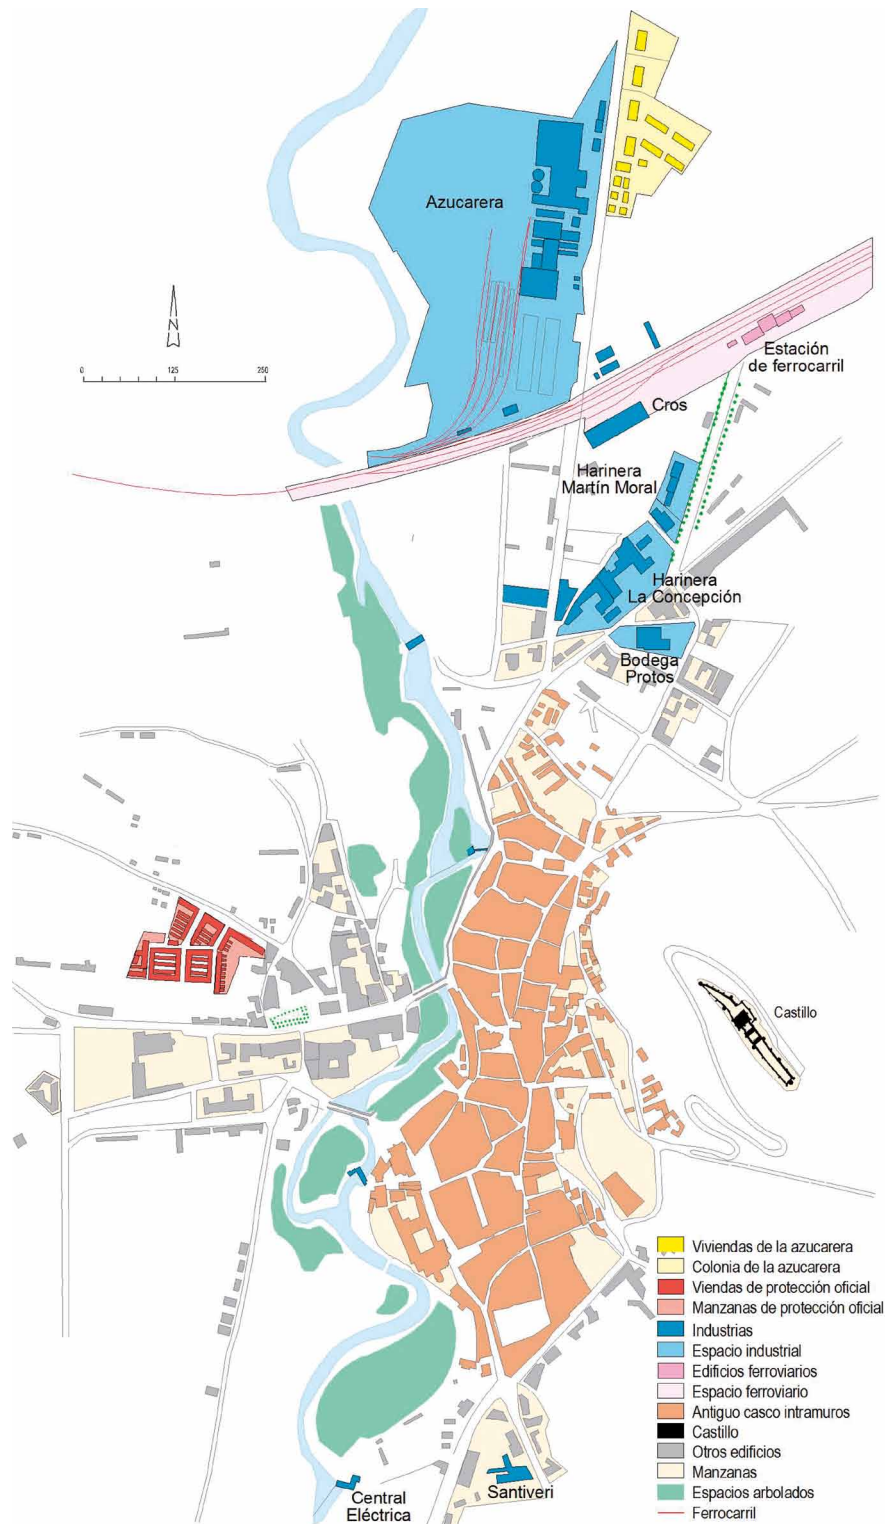 Azucarera
N
0
125
250
Estación
de ferrocarril
Cros
Harinera
Martín Moral
Harinera
La Concepción
Bodega
Protos
Castillo
Viviendas de la azucarera
Colonia de la azucarera
Viendas de protección oficial
Manzanas de protección oficial
Industrias
Espacio industrial
Edificios ferroviarios
Espacio ferroviario
Antiguo casco intramuros
Castillo
Otros edificios
Manzanas
Espacios arbolados
Ferrocarril
Santiveri
Central
Eléctrica